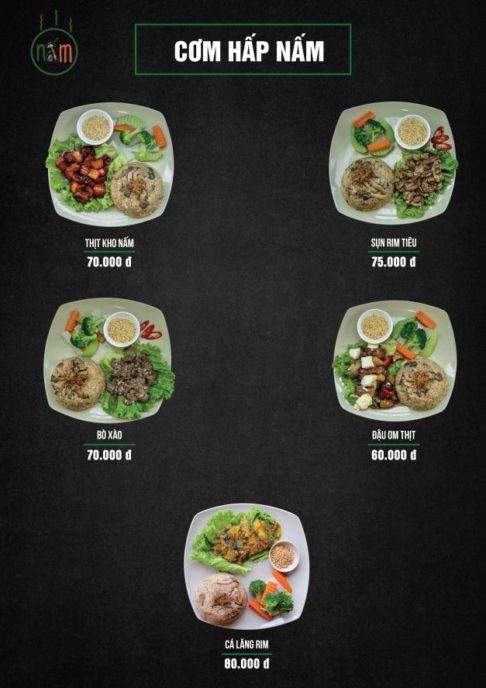 nấm
CƠM HẤP NẤM
THỊT KHO NẤM
70.000 đ
SỤN RIM TIÊU
75.000 đ
BÒ XÀO
70.000 đ
ĐẬU OM THỊT
60.000 đ
CÁ LĂNG RIM
80.000 đ